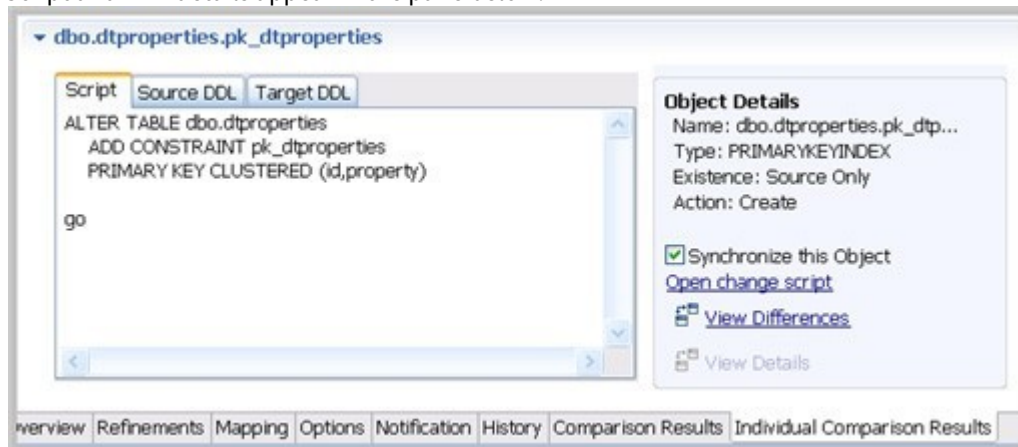 dbo.dtproperties.pk_dtproperties
Script Source DDL Target DDL
ALTER TABLE dbo.dtproperties
ADD CONSTRAINT pk_dtproperties
PRIMARY KEY CLUSTERED (id,property)
go
Object Details
Name: dbo.dtproperties.pk_dtp...
Type: PRIMARYKEYINDEX
Existence: Source Only
Action: Create
Synchronize this Object
Open change script
View Differences
View Details
verview Refinements Mapping Options Notification History Comparison Results Individual Comparison Results